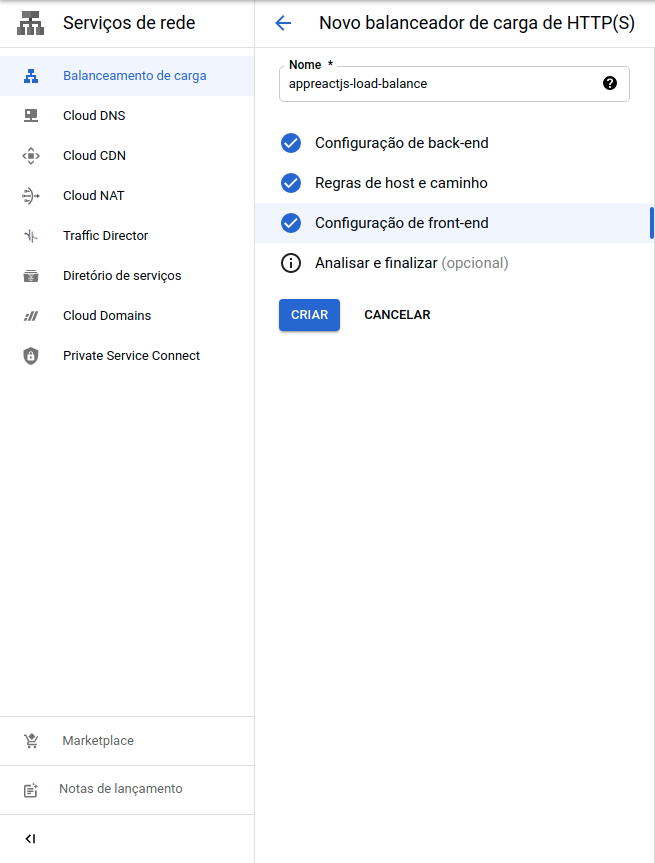 Serviços de rede
Balanceamento de carga
Cloud DNS
Cloud CDN
Cloud NAT
Traffic Director
Diretório de serviços
Cloud Domains
Private Service Connect
Marketplace
Notas de lançamento
Novo balanceador de carga de HTTP(S)
Nome *
appreactjs-load-balance
Configuração de back-end
Regras de host e caminho
Configuração de front-end
Analisar e finalizar (opcional)
CRIAR CANCELAR